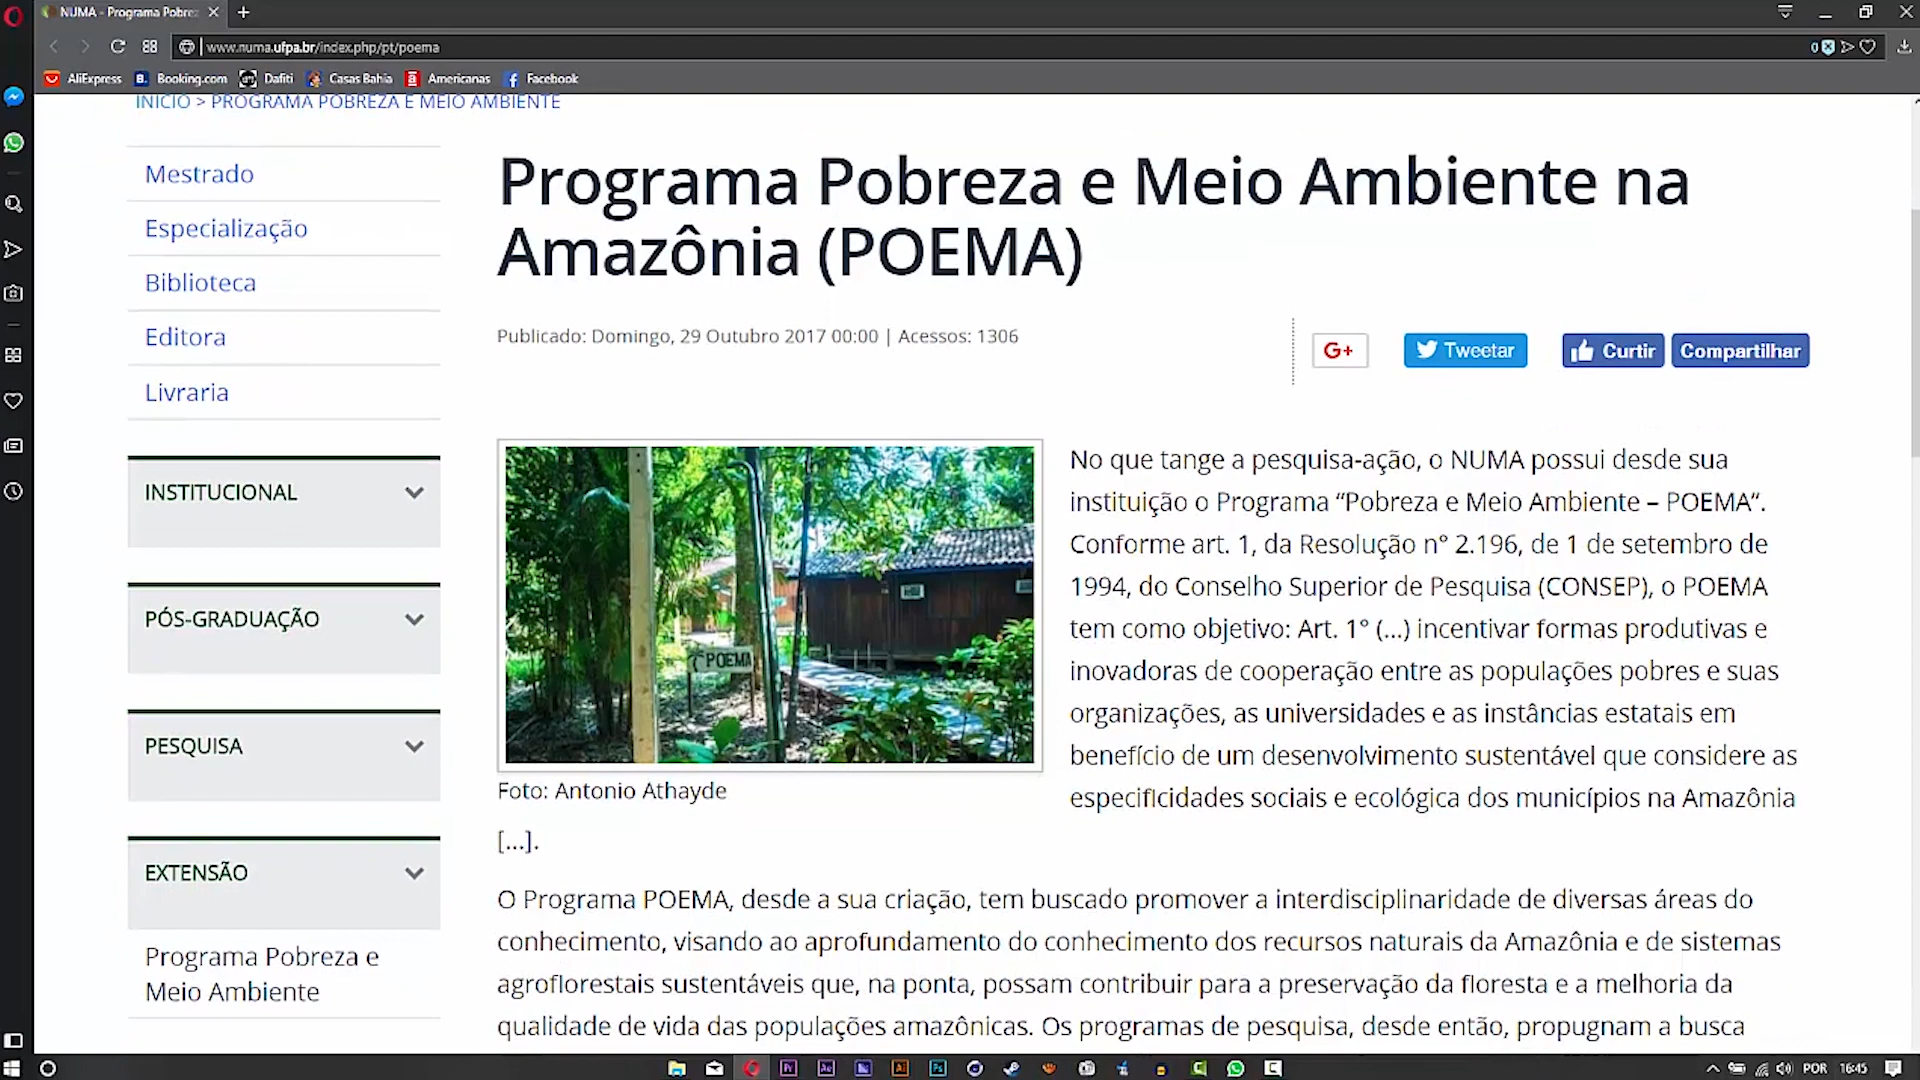 NUMA - Programa Pobrez
www.numa.ufpa.br/index.php/pt/poema
0
AliExpress
Booking.com
Dafiti
Casas Bahia
Americanas
Facebook
INICIO > PROGRAMA POBREZA E MEIO AMBIENTE
Mestrado
Especialização
Biblioteca
Editora
Livraria
INSTITUCIONAL
PÓS-GRADUAÇÃO
PESQUISA
EXTENSÃO
Programa Pobreza e
Meio Ambiente
Programa Pobreza e Meio Ambiente na
Amazônia (POEMA)
Publicado: Domingo, 29 Outubro 2017 00:00 | Acessos: 1306
G+
Tweetar
Curtir
Compartilhar
POEMA
Foto: Antonio Athayde
No que tange a pesquisa-ação, o NUMA possui desde sua
instituição o Programa “Pobreza e Meio Ambiente – POEMA“.
Conforme art. 1, da Resolução n° 2.196, de 1 de setembro de
1994, do Conselho Superior de Pesquisa (CONSEP), o POEMA
tem como objetivo: Art. 1° (...) incentivar formas produtivas e
inovadoras de cooperação entre as populações pobres e suas
organizações, as universidades e as instâncias estatais em
benefício de um desenvolvimento sustentável que considere as
especificidades sociais e ecológica dos municípios na Amazônia
[...].
O Programa POEMA, desde a sua criação, tem buscado promover a interdisciplinaridade de diversas áreas do
conhecimento, visando ao aprofundamento do conhecimento dos recursos naturais da Amazônia e de sistemas
agroflorestais sustentáveis que, na ponta, possam contribuir para a preservação da floresta e a melhoria da
qualidade de vida das populações amazônicas. Os programas de pesquisa, desde então, propugnam a busca
Pr
Ae
Ai
Ps
POR
16:45